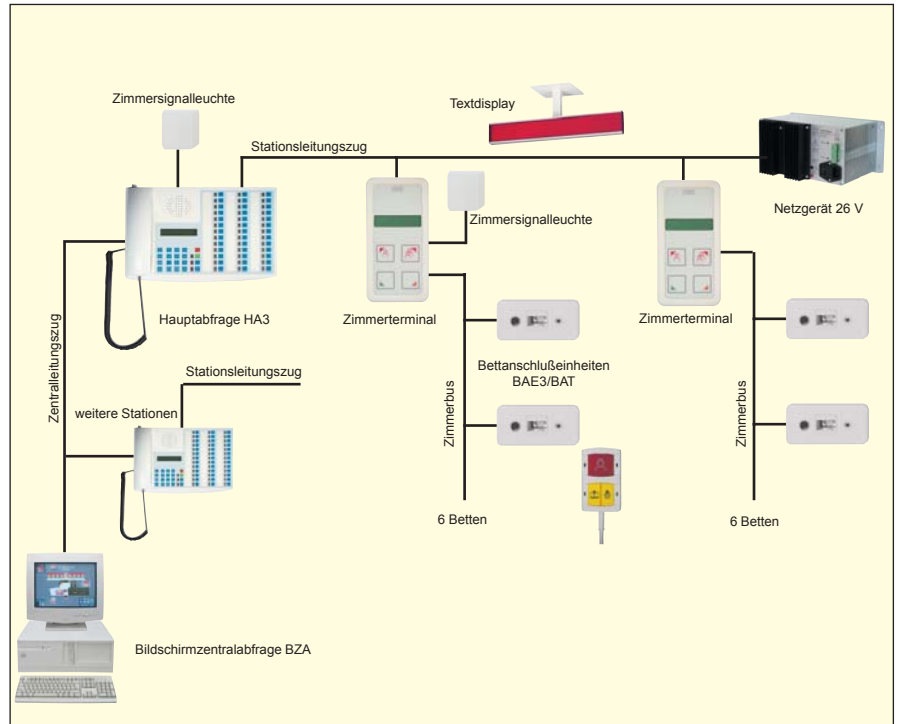 Textdisplay
Zimmersignalleuchte
Stationsleitungszug
Netzgerät 26 V
Zimmersignalleuchte
Hauptabfrage HA3
Zimmerterminal
Zimmerterminal
Zentralleitungszug
Stationsleitungszug
weitere Stationen
Bettanschlußeinheiten
BAE3/BAT
Zimmerbus
Zimmerbus
6 Betten
6 Betten
Bildschirmzentralabfrage BZA